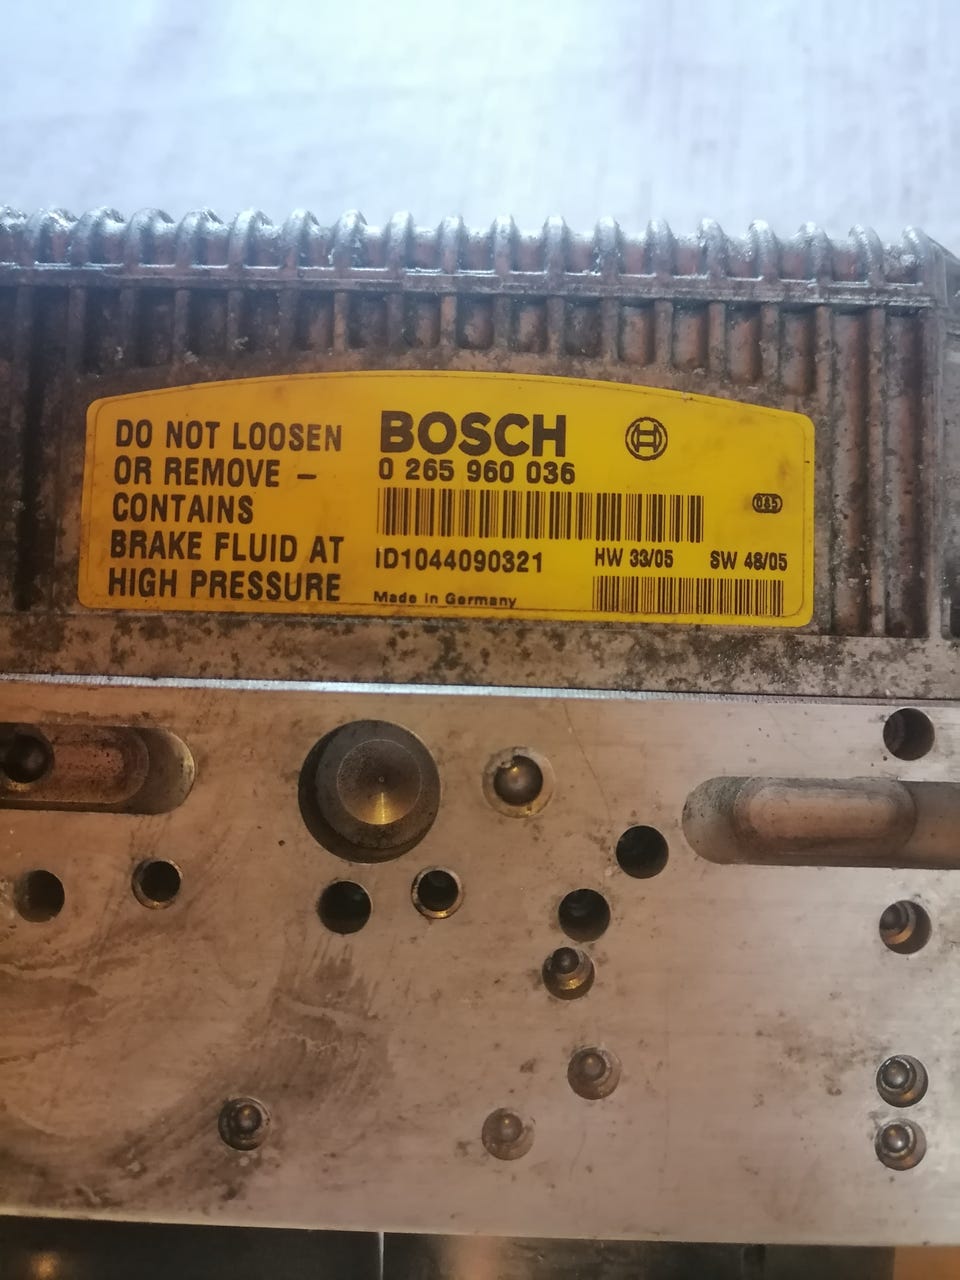 DO NOT LOOSEN
OR REMOVE –
CONTAINS
BRAKE FLUID AT
HIGH PRESSURE
BOSCH
0 265 960 036
085
ID1044090321
HW 33/05 SW 48/05
Made in Germany